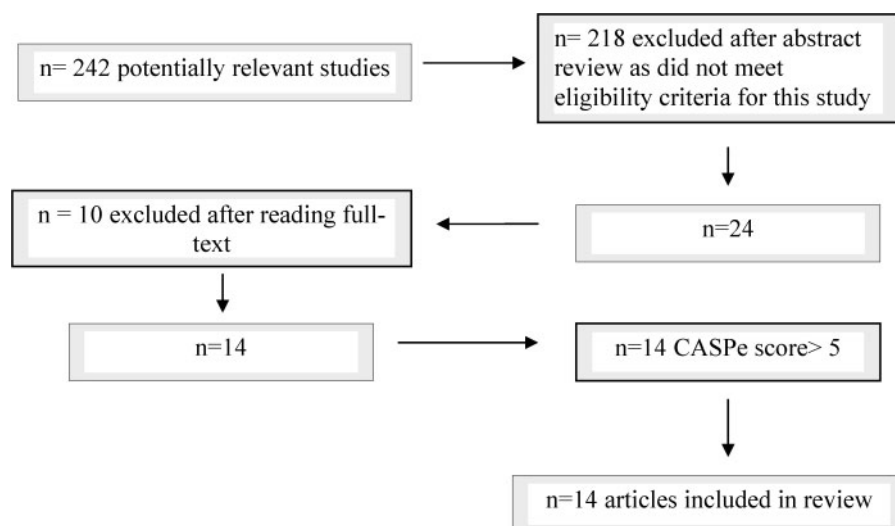 n= 242 potentially relevant studies
n= 218 excluded after abstract
review as did not meet
eligibility criteria for this study
n=24
n = 10 excluded after reading full-
text
n=14
n=14 CASPe score> 5
n=14 articles included in review